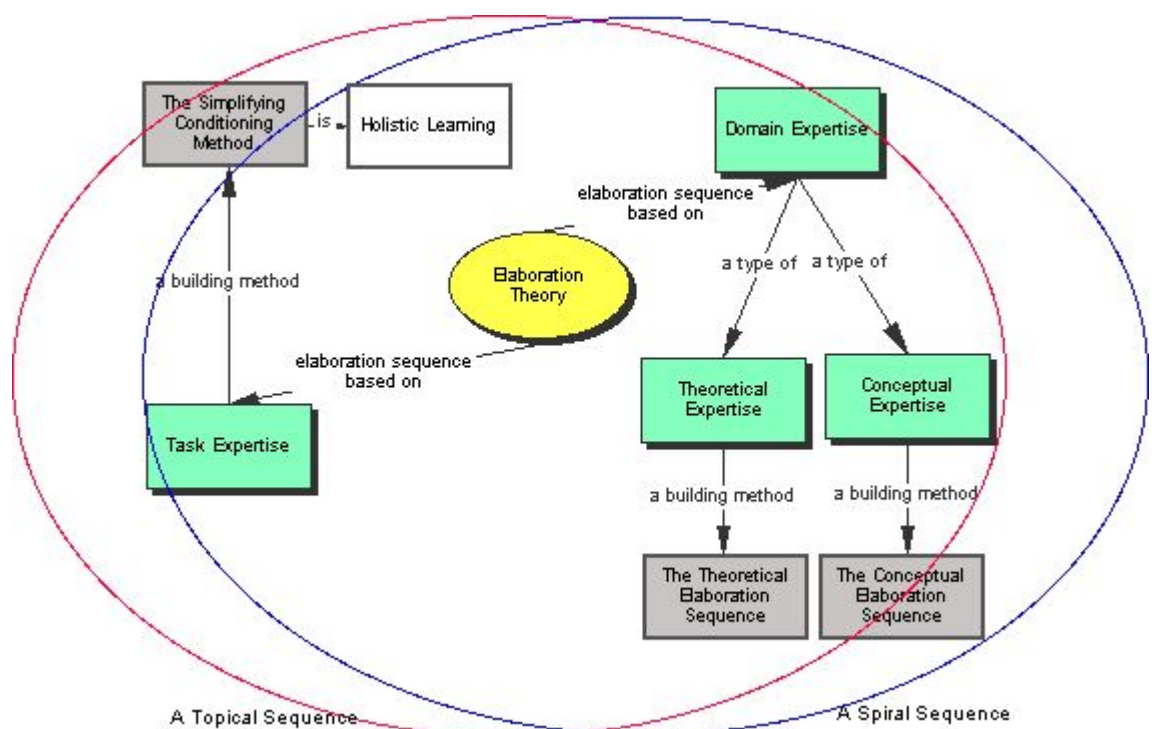 The Simplifying
Conditioning
Method
is
Holistic Learning
Domain Expertise
elaboration sequence
based on
a type of
a type of
Elaboration
Theory
a building method
elaboration sequence
based on
Theoretical
Expertise
Conceptual
Expertise
Task Expertise
a building method
a building method
The Theoretical
Elaboration
Sequence
The Conceptual
Elaboration
Sequence
A Topical Sequence
A Spiral Sequence